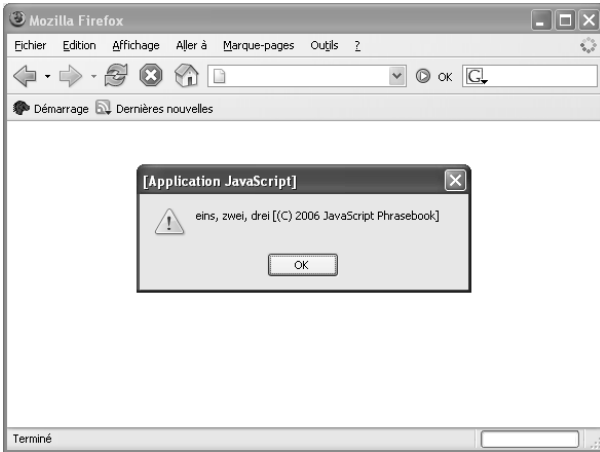 Mozilla Firefox
Fichier Edition Affichage Aller à Marque-pages Outils ?
OK G
Démarrage Dernières nouvelles
[Application JavaScript]
eins, zwei, drei [(C) 2006 JavaScript Phrasebook]
OK
Terminé